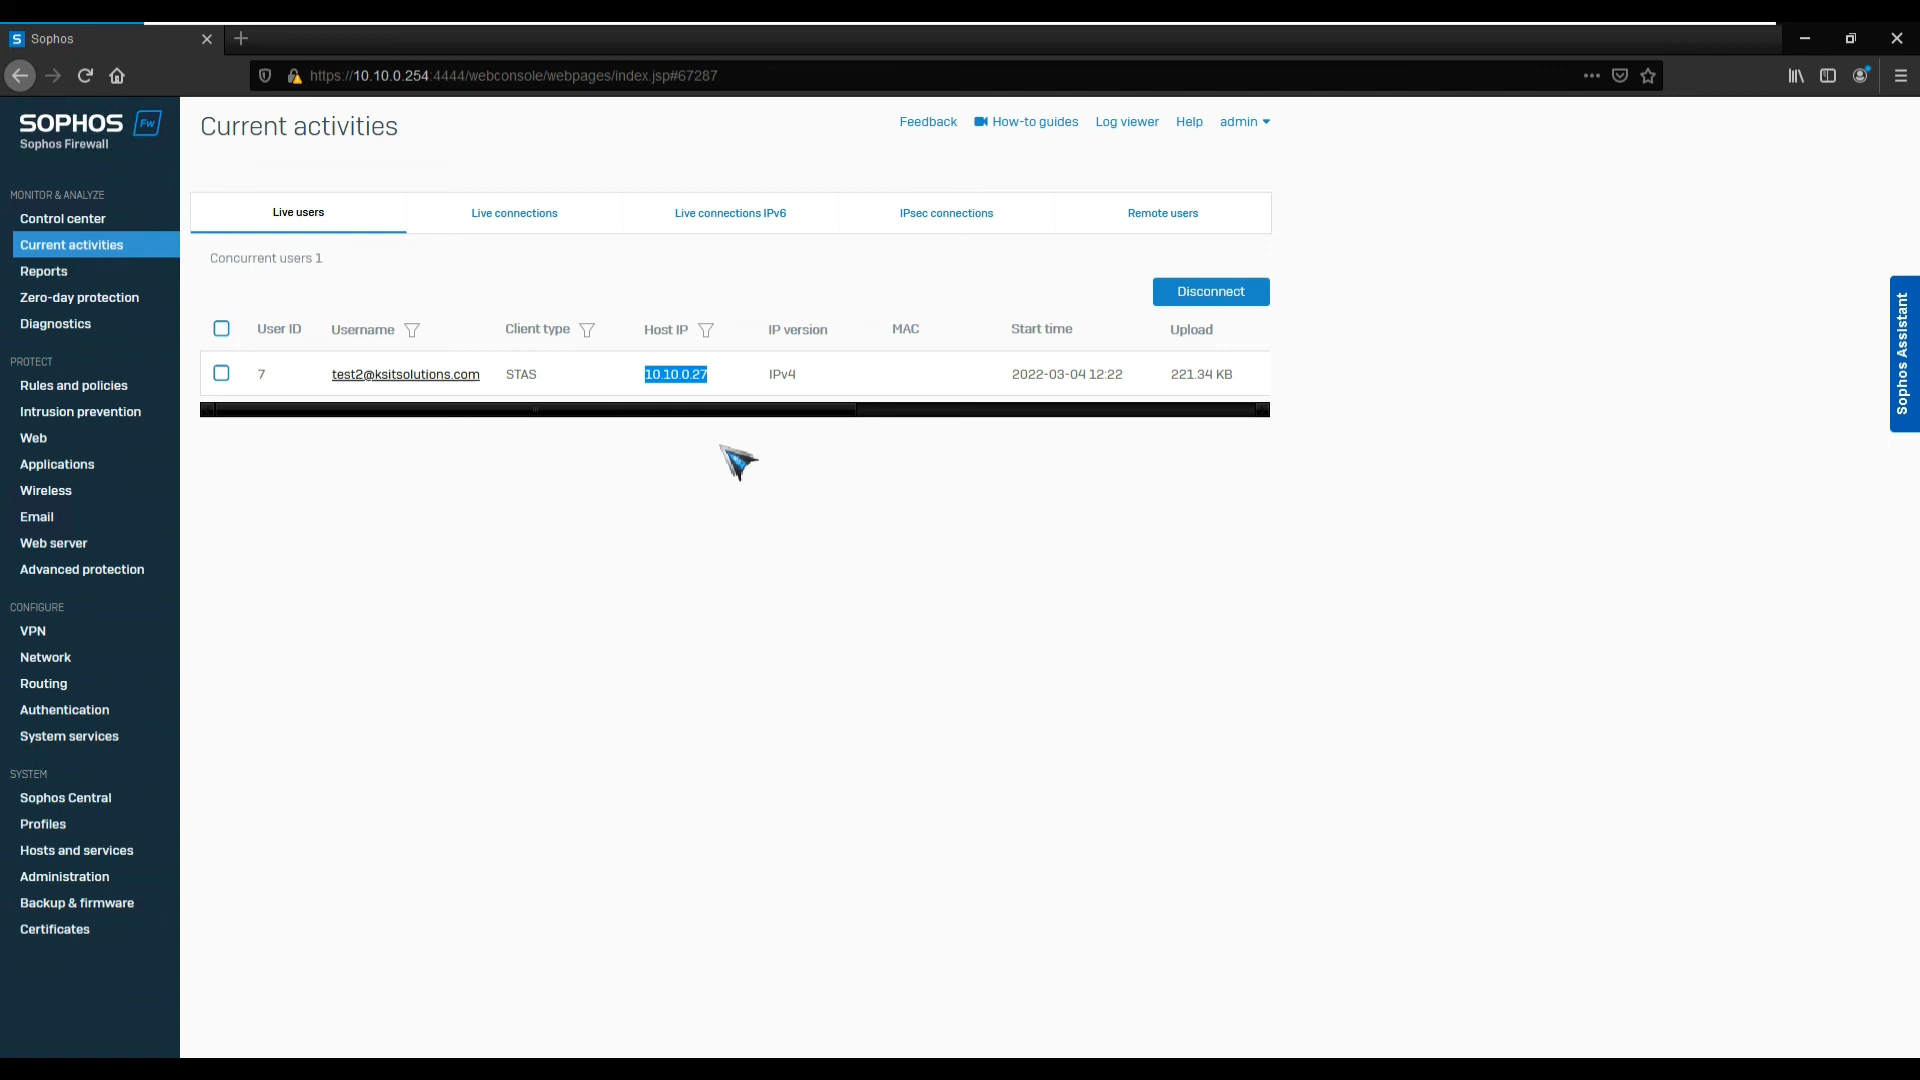 S Sophos
https://10.10.0.254:4444/webconsole/webpages/index.jsp#67287
SOPHOS Fw
Sophos Firewall
Current activities
Feedback How-to guides Log viewer Help admin
MONITOR & ANALYZE
Control center
Current activities
Reports
Zero-day protection
Diagnostics
PROTECT
Rules and policies
Intrusion prevention
Web
Applications
Wireless
Email
Web server
Advanced protection
CONFIGURE
VPN
Network
Routing
Authentication
System services
SYSTEM
Sophos Central
Profiles
Hosts and services
Administration
Backup & firmware
Certificates
Live users Live connections Live connections IPv6 IPsec connections Remote users
Concurrent users 1
Disconnect
User ID Username Client type Host IP IP version MAC Start time Upload
7 test2@ksitsolutions.com STAS 10.10.0.27 IPv4 2022-03-04 12:22 221.34 KB
Sophos Assistant